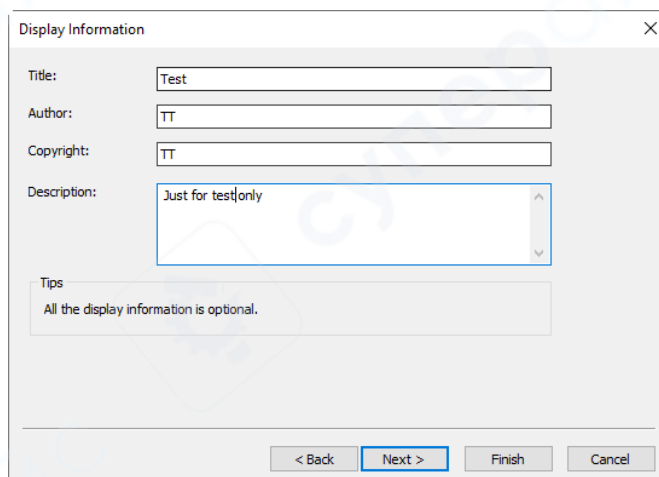 Display Information
Title:
Test
Author:
TT
Copyright:
TT
Description:
Just for test only
Tips
All the display information is optional.
< Back
Next >
Finish
Cancel